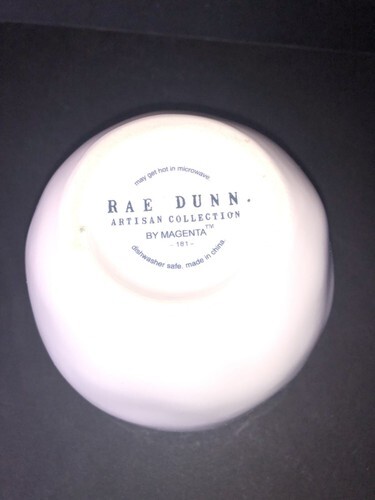 may get hot in microwave
RAE DUNN.
ARTISAN COLLECTION
BY MAGENTA™
- 181 -
dishwasher safe. made in china.